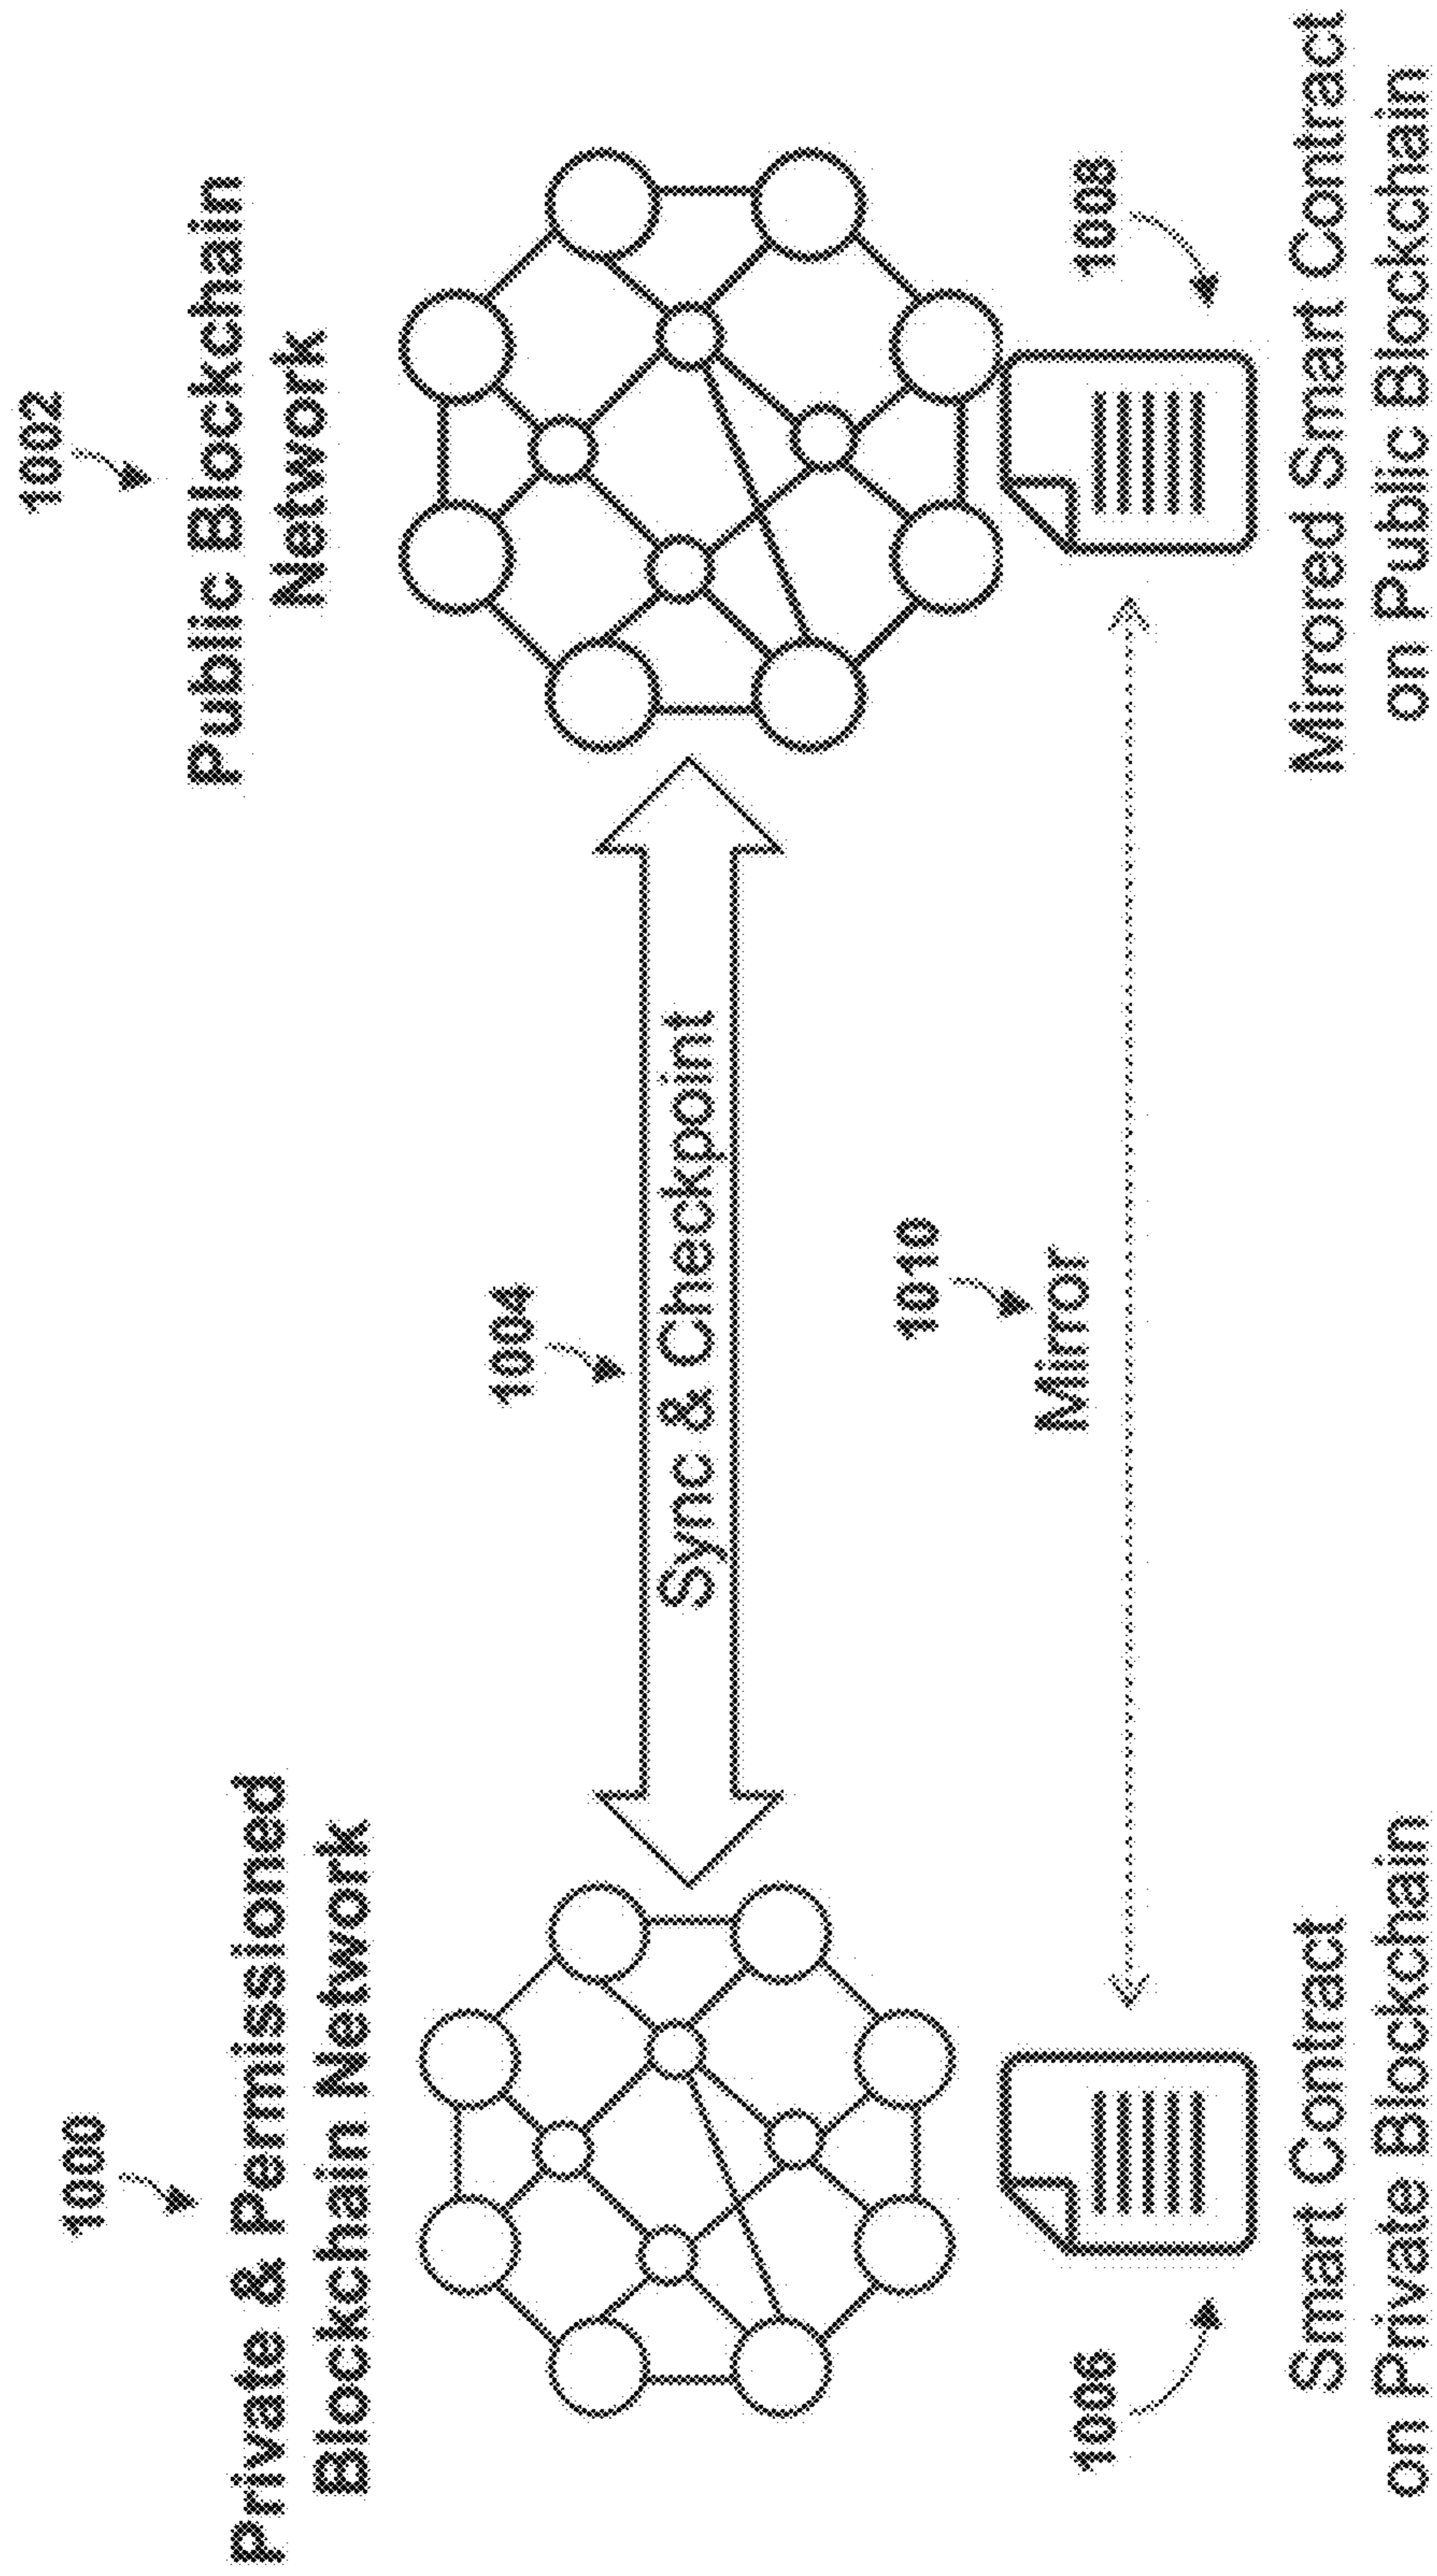 1000
Private & Permissioned
Blockchain Network
1002
Public Blockchain
Network
1004
Sync & Checkpoint
1010
Mirror
1006
Smart Contract
on Private Blockchain
1008
Mirrored Smart Contract
on Public Blockchain